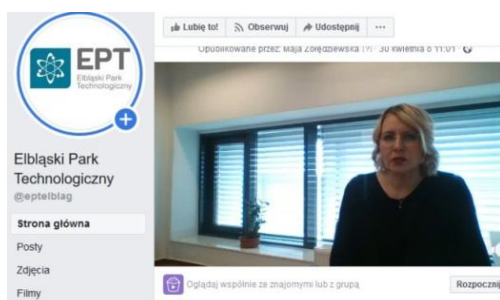 Lubię to!
Obserwuj
Udostępnij
Opublikowane przez: Maja Zołędziewska [?] · 30 kwietnia o 11:01 ·
EPT
Elbląski Park
Technologiczny
Elbląski Park
Technologiczny
@eptelblag
Strona główna
Posty
Zdjęcia
Filmy
Oglądaj wspólnie ze znajomymi lub z grupą
Rozpocznij